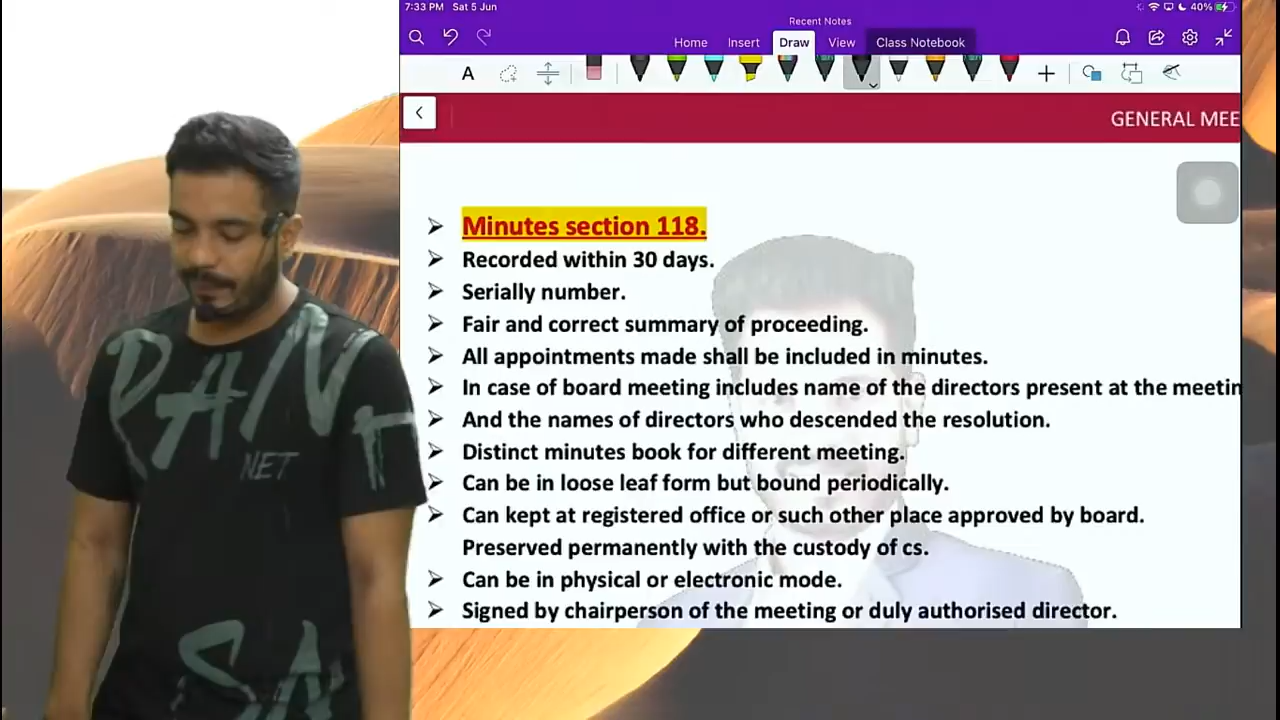 7:33 PM Sat 5 Jun
40%
Recent Notes
Home Insert Draw View Class Notebook
A
GENERAL MEE
Minutes section 118.
Recorded within 30 days.
Serially number.
Fair and correct summary of proceeding.
All appointments made shall be included in minutes.
In case of board meeting includes name of the directors present at the meetin
And the names of directors who descended the resolution.
Distinct minutes book for different meeting.
Can be in loose leaf form but bound periodically.
Can kept at registered office or such other place approved by board.
Preserved permanently with the custody of cs.
Can be in physical or electronic mode.
Signed by chairperson of the meeting or duly authorised director.
NET